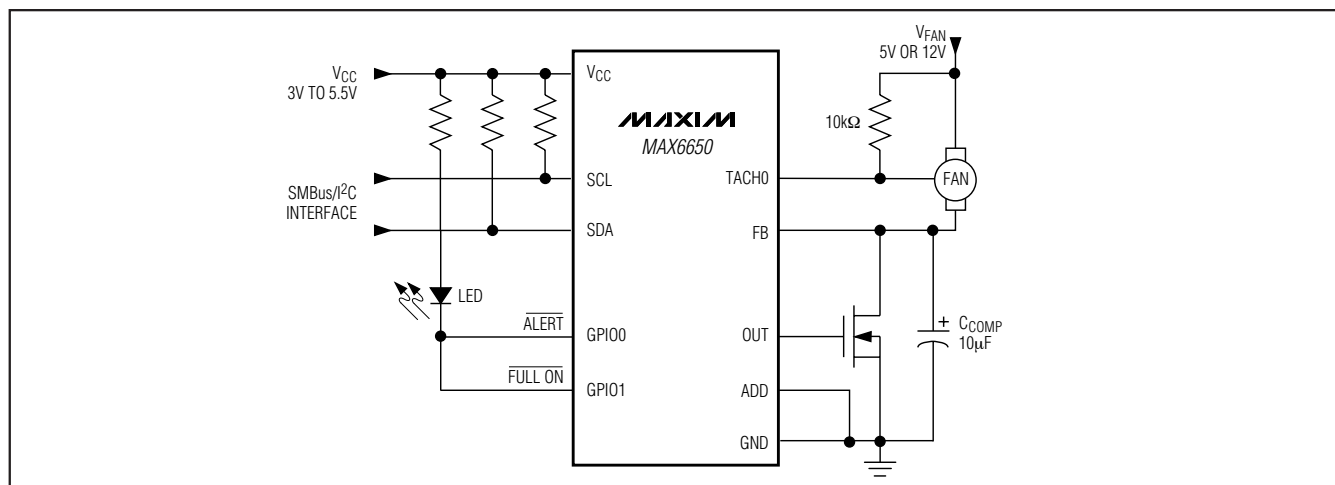 VCC
3V TO 5.5V
SMBus/I2C
INTERFACE
LED
ALERT
FULL ON
VCC
SCL
SDA
GPIO0
GPIO1
MAXIM
MAX6650
TACH0
FB
OUT
ADD
GND
VFAN
5V OR 12V
10kΩ
FAN
+
CCOMP
10μF